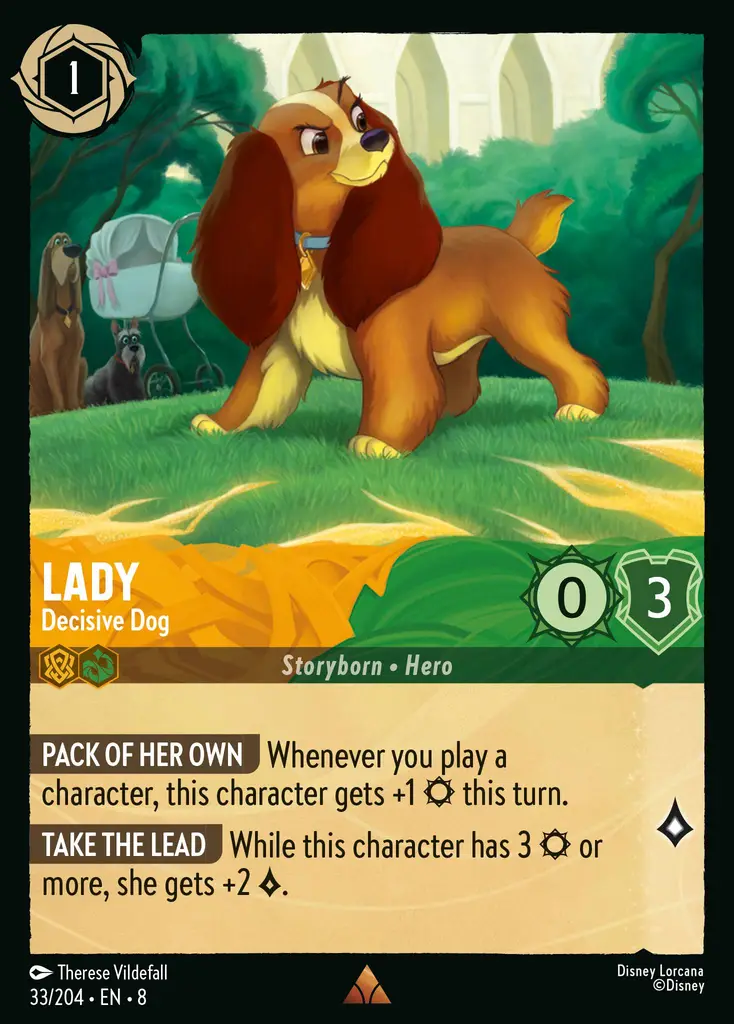 1
LADY
Decisive Dog
0 3
Storyborn • Hero
PACK OF HER OWN Whenever you play a
character, this character gets +1 this turn.
TAKE THE LEAD While this character has 3 or
more, she gets +2 .
Therese Vildefall
33/204 • EN • 8
Disney Lorcana
©Disney